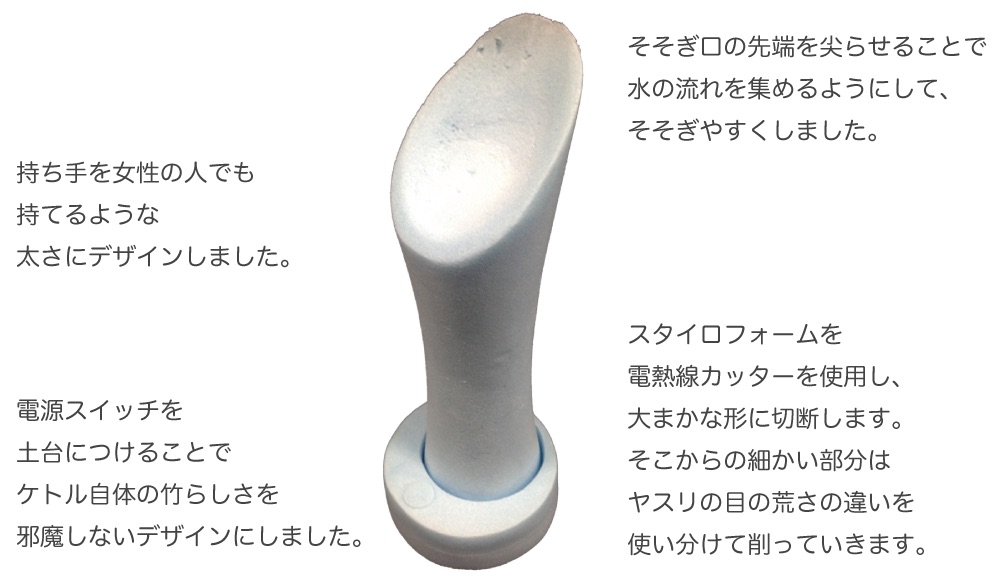 そそぎ口の先端を尖らせることで
水の流れを集めるようにして、
そそぎやすくしました。
持ち手を女性の人でも
持てるような
太さにデザインしました。
スタイロフォームを
電熱線カッターを使用し、
大まかな形に切断します。
そこからの細かい部分は
ヤスリの目の荒さの違いを
使い分けて削っていきます。
電源スイッチを
土台につけることで
ケトル自体の竹らしさを
邪魔しないデザインにしました。